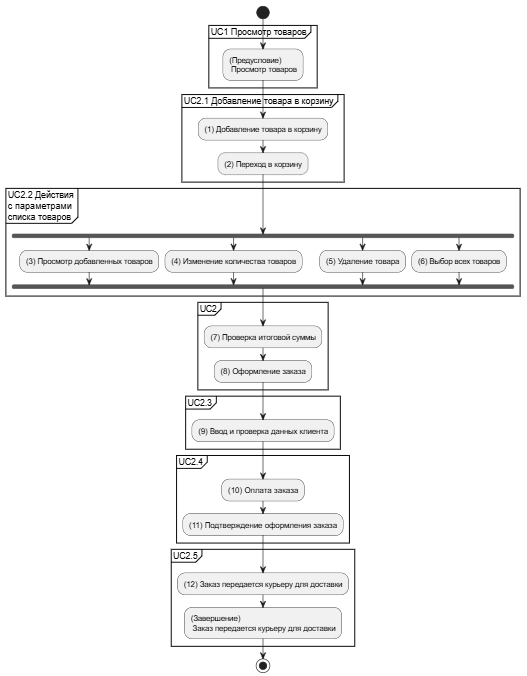 UC1 Просмотр товаров
(Предусловие)
Просмотр товаров
UC2.1 Добавление товара в корзину
(1) Добавление товара в корзину
(2) Переход в корзину
UC2.2 Действия
с параметрами
списка товаров
(3) Просмотр добавленных товаров
(4) Изменение количества товаров
(5) Удаление товара
(6) Выбор всех товаров
UC2
(7) Проверка итоговой суммы
(8) Оформление заказа
UC2.3
(9) Ввод и проверка данных клиента
UC2.4
(10) Оплата заказа
(11) Подтверждение оформления заказа
UC2.5
(12) Заказ передается курьеру для доставки
(Завершение)
Заказ передается курьеру для доставки